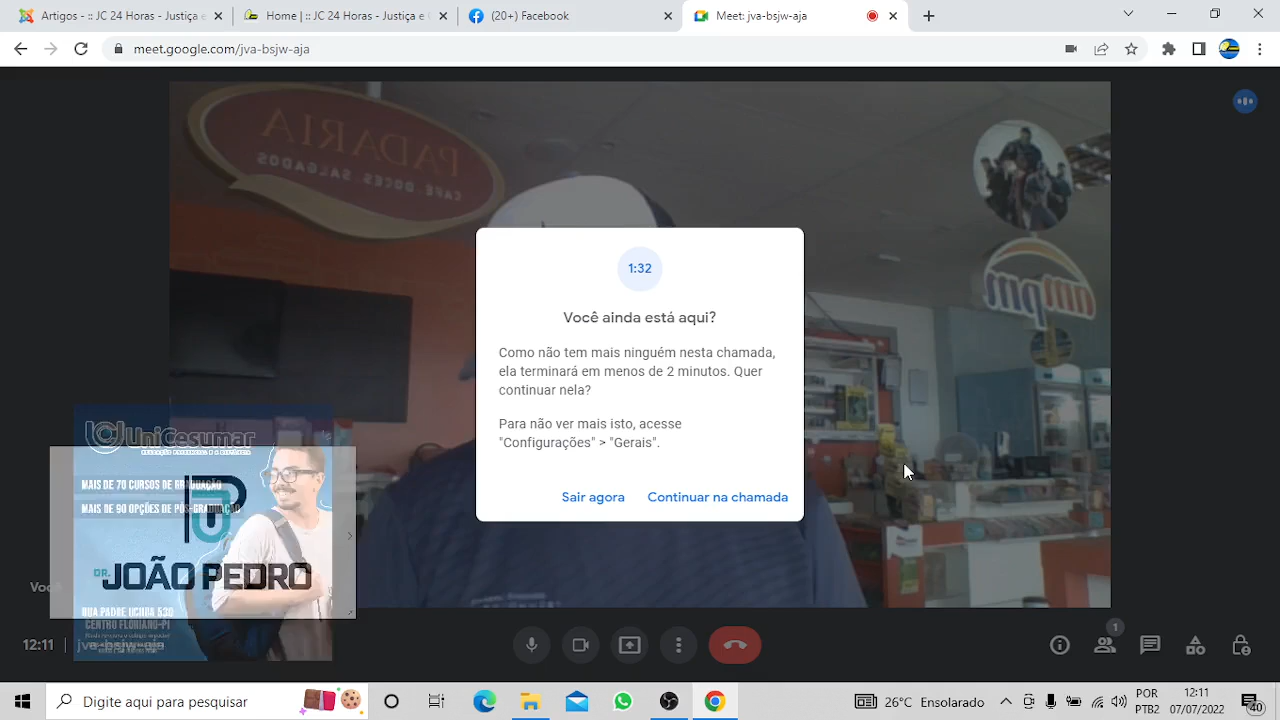 Artigos - JC 24 Horas - Justiça e C
Home | - JC 24 Horas - Justiça e C
(20+) Facebook
Meet: jva-bsjw-aja
meet.google.com/jva-bsjw-aja
PADARIA
CAFÉ.DOCES.SALGADOS
1:32
Você ainda está aqui?
Como não tem mais ninguém nesta chamada,
ela terminará em menos de 2 minutos. Quer
continuar nela?
Para não ver mais isto, acesse
"Configurações" > "Gerais".
Sair agora
Continuar na chamada
UniCesumar
MAIS DE 70 CURSOS DE GRADUAÇÃO
MAIS DE 90 OPÇÕES DE PÓS-GRADUAÇÃO
DR. JOÃO PEDRO
RUA PADRE UCHOA 530
CENTRO FLORIANO-PI
Você
12:11
jva-bsjw-aja
1
Digite aqui para pesquisar
26°C Ensolarado
POR
PTB2
12:11
07/07/2022
40